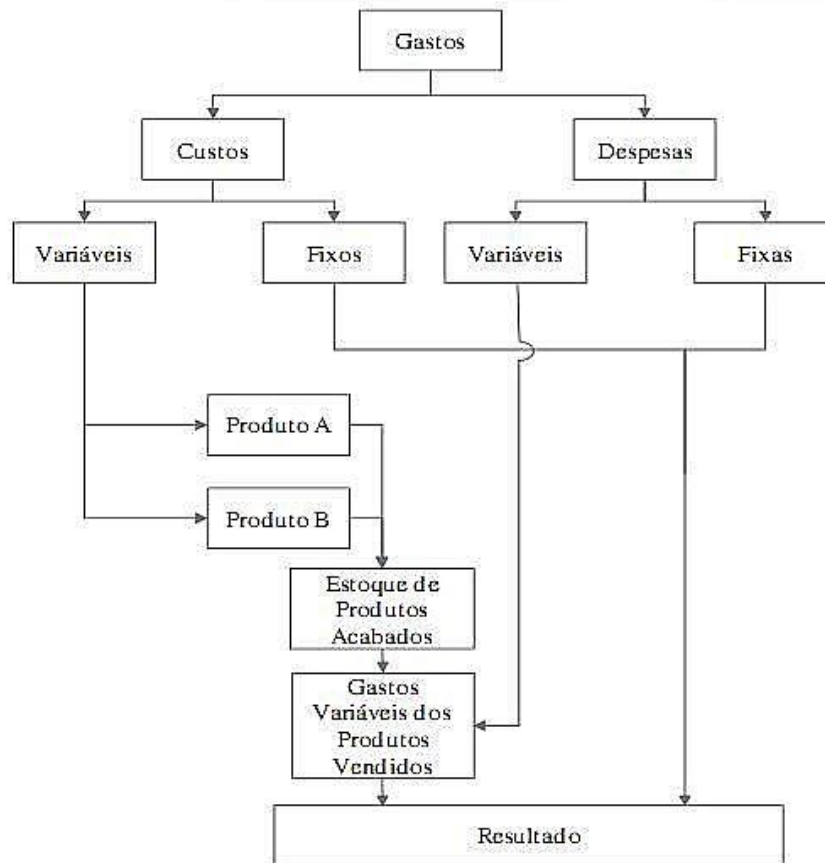 Gastos
Custos
Despesas
Variáveis
Fixos
Variáveis
Fixas
Produto A
Produto B
Estoque de
Produtos
Acabados
Gastos
Variáveis dos
Produtos
Vendidos
Resultado